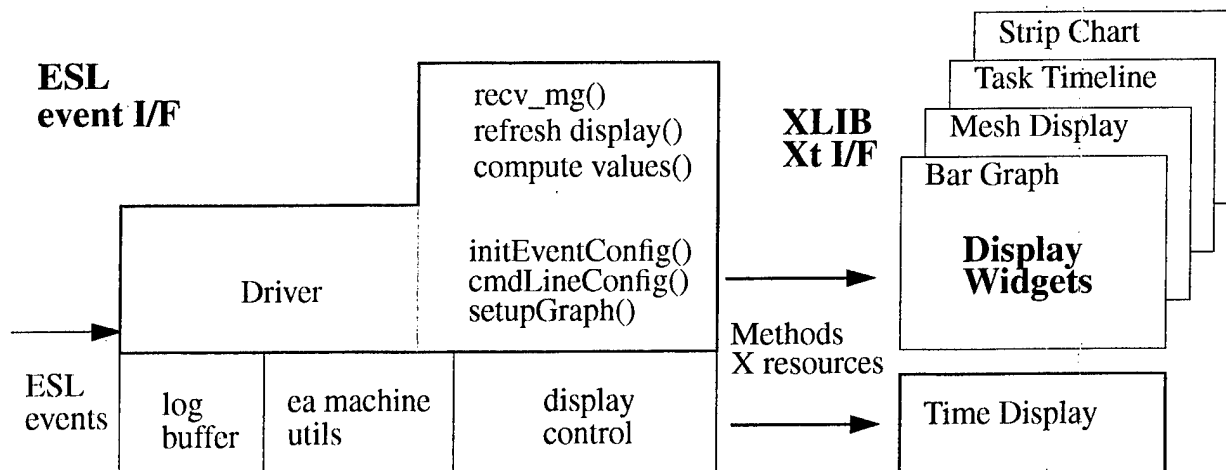 ESL
event I/F
recv_mg()
refresh display()
compute values()
initEventConfig()
cmdLineConfig()
setupGraph()
Driver
ESL
events
log
buffer
ea machine
utils
display
control
XLIB
Xt I/F
Methods
X resources
Strip Chart
Task Timeline
Mesh Display
Bar Graph
Display
Widgets
Time Display